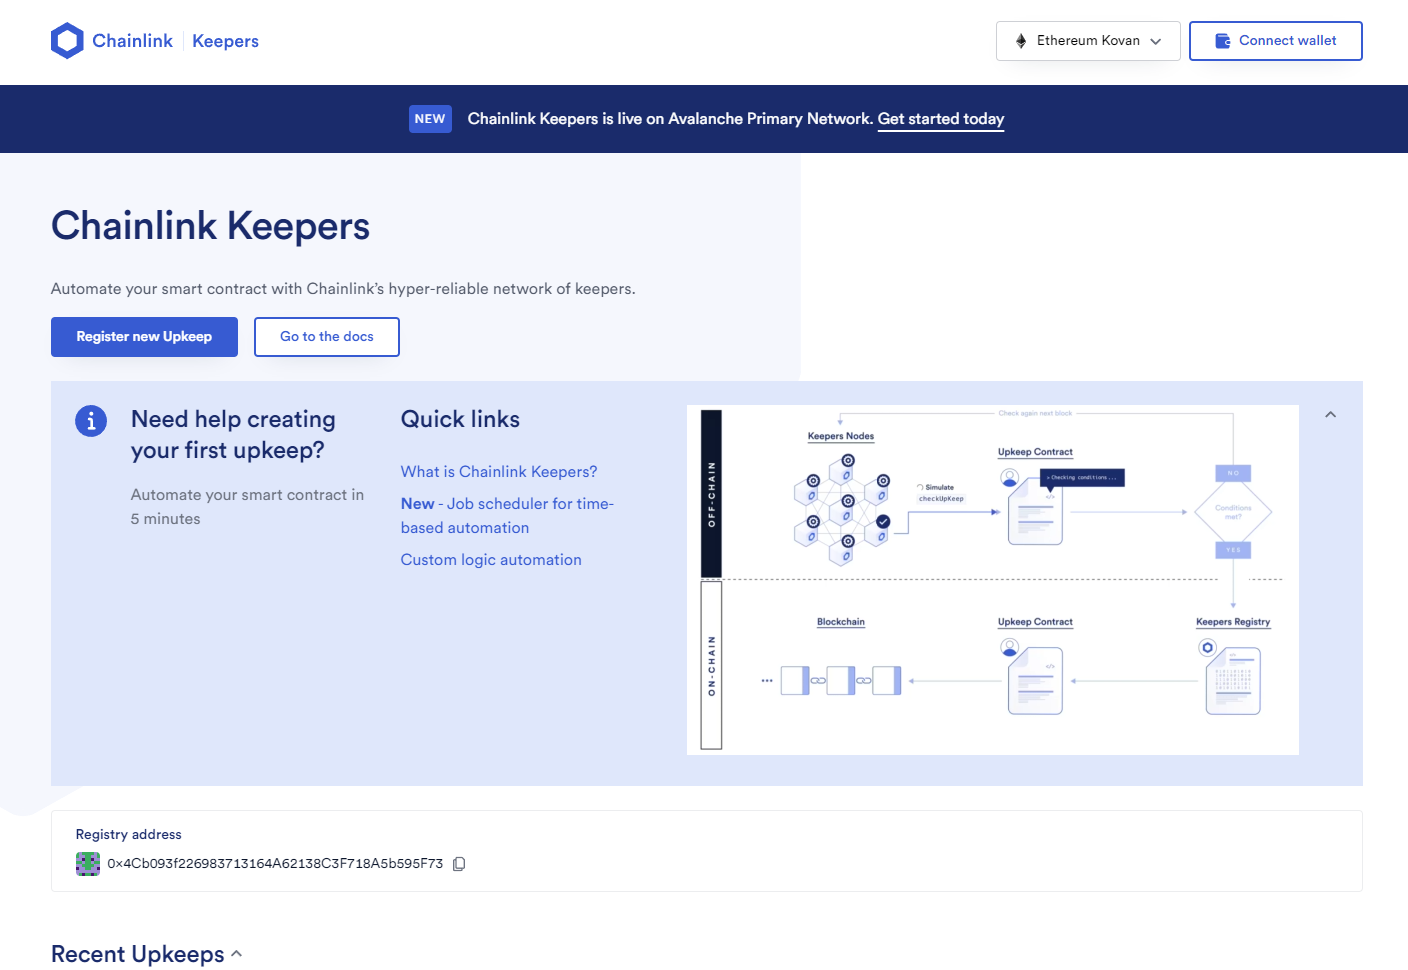 Chainlink | Keepers
Ethereum Kovan
Connect wallet
NEW
Chainlink Keepers is live on Avalanche Primary Network. Get started today
Chainlink Keepers
Automate your smart contract with Chainlink's hyper-reliable network of keepers.
Register new Upkeep
Go to the docs
Need help creating
your first upkeep?
Automate your smart contract in
5 minutes
Quick links
What is Chainlink Keepers?
New - Job scheduler for time-
based automation
Custom logic automation
Check again next block
OFF-CHAIN
Keepers Nodes
Simulate
checkUpKeep
Upkeep Contract
> Checking conditions...
</>
NO
Conditions
met?
YES
ON-CHAIN
Blockchain
Upkeep Contract
</>
Keepers Registry
</>
Registry address
0x4Cb093f226983713164A62138C3F718A5b595F73
Recent Upkeeps